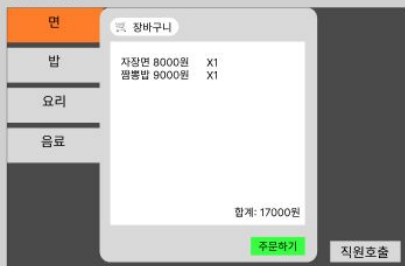 면
밥
요리
음료
장바구니
자장면 8000원 X1
짬뽕밥 9000원 X1
합계: 17000원
주문하기
직원호출